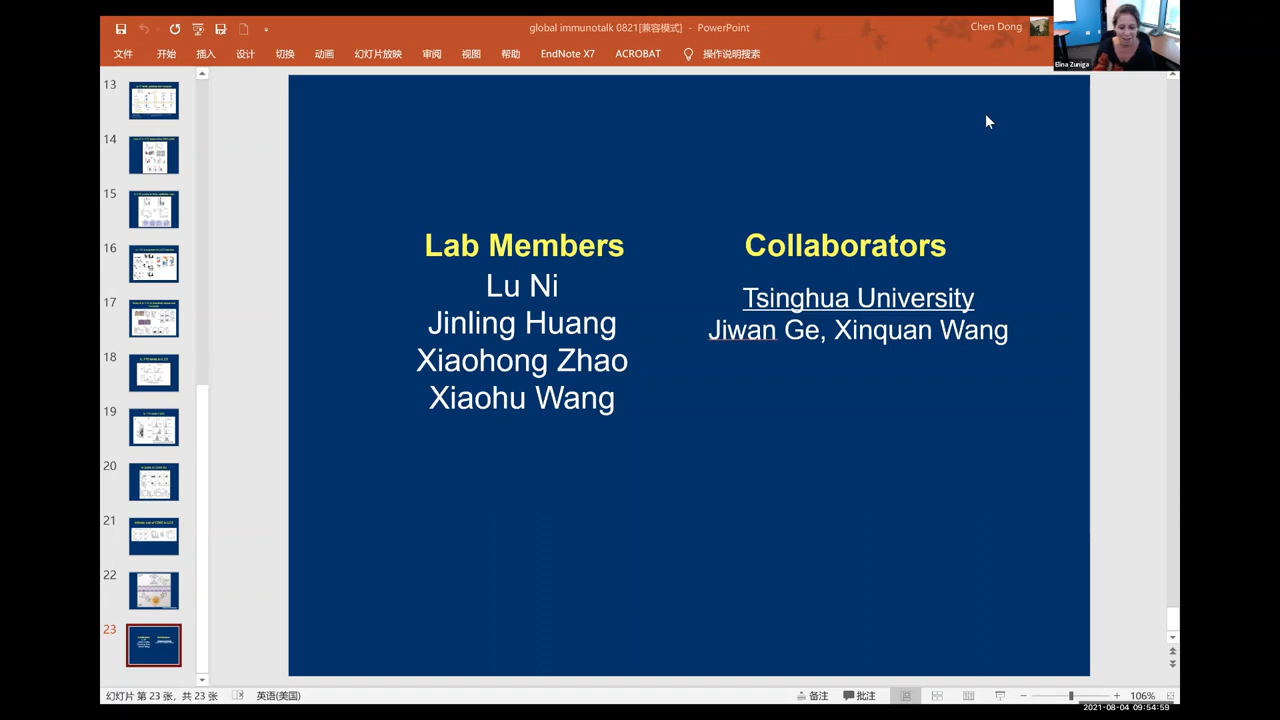 global immunotalk 0821[兼容模式] - PowerPoint
Chen Dong
Elina Zuniga
文件 开始 插入 设计 切换 动画 幻灯片放映 审阅 视图 帮助 EndNote X7 ACROBAT 操作说明搜索
13
14
15
16
17
18
19
20
21
22
23
Lab Members
Lu Ni
Jinling Huang
Xiaohong Zhao
Xiaohu Wang
Collaborators
Tsinghua University
Jiwan Ge, Xinquan Wang
幻灯片 第 23 张，共 23 张 英语(美国) 备注 批注 106%
2021-08-04 09:54:59